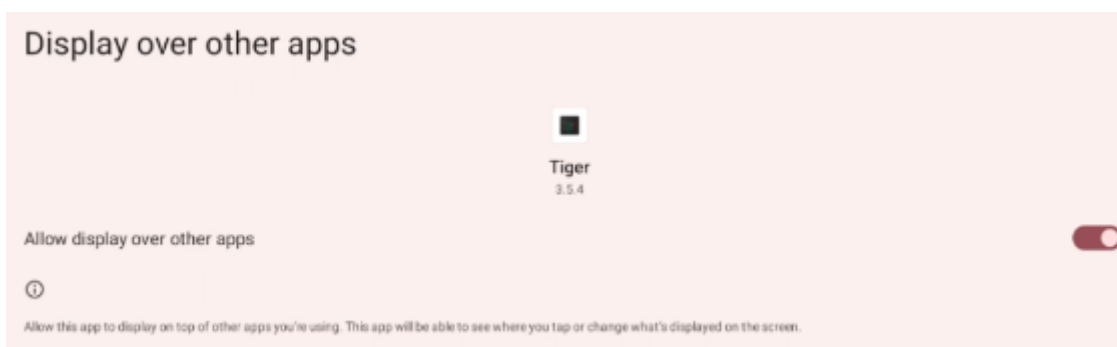 Display over other apps
Tiger
3.5.4
Allow display over other apps
Allow this app to display on top of other apps you're using. This app will be able to see where you tap or change what's displayed on the screen.